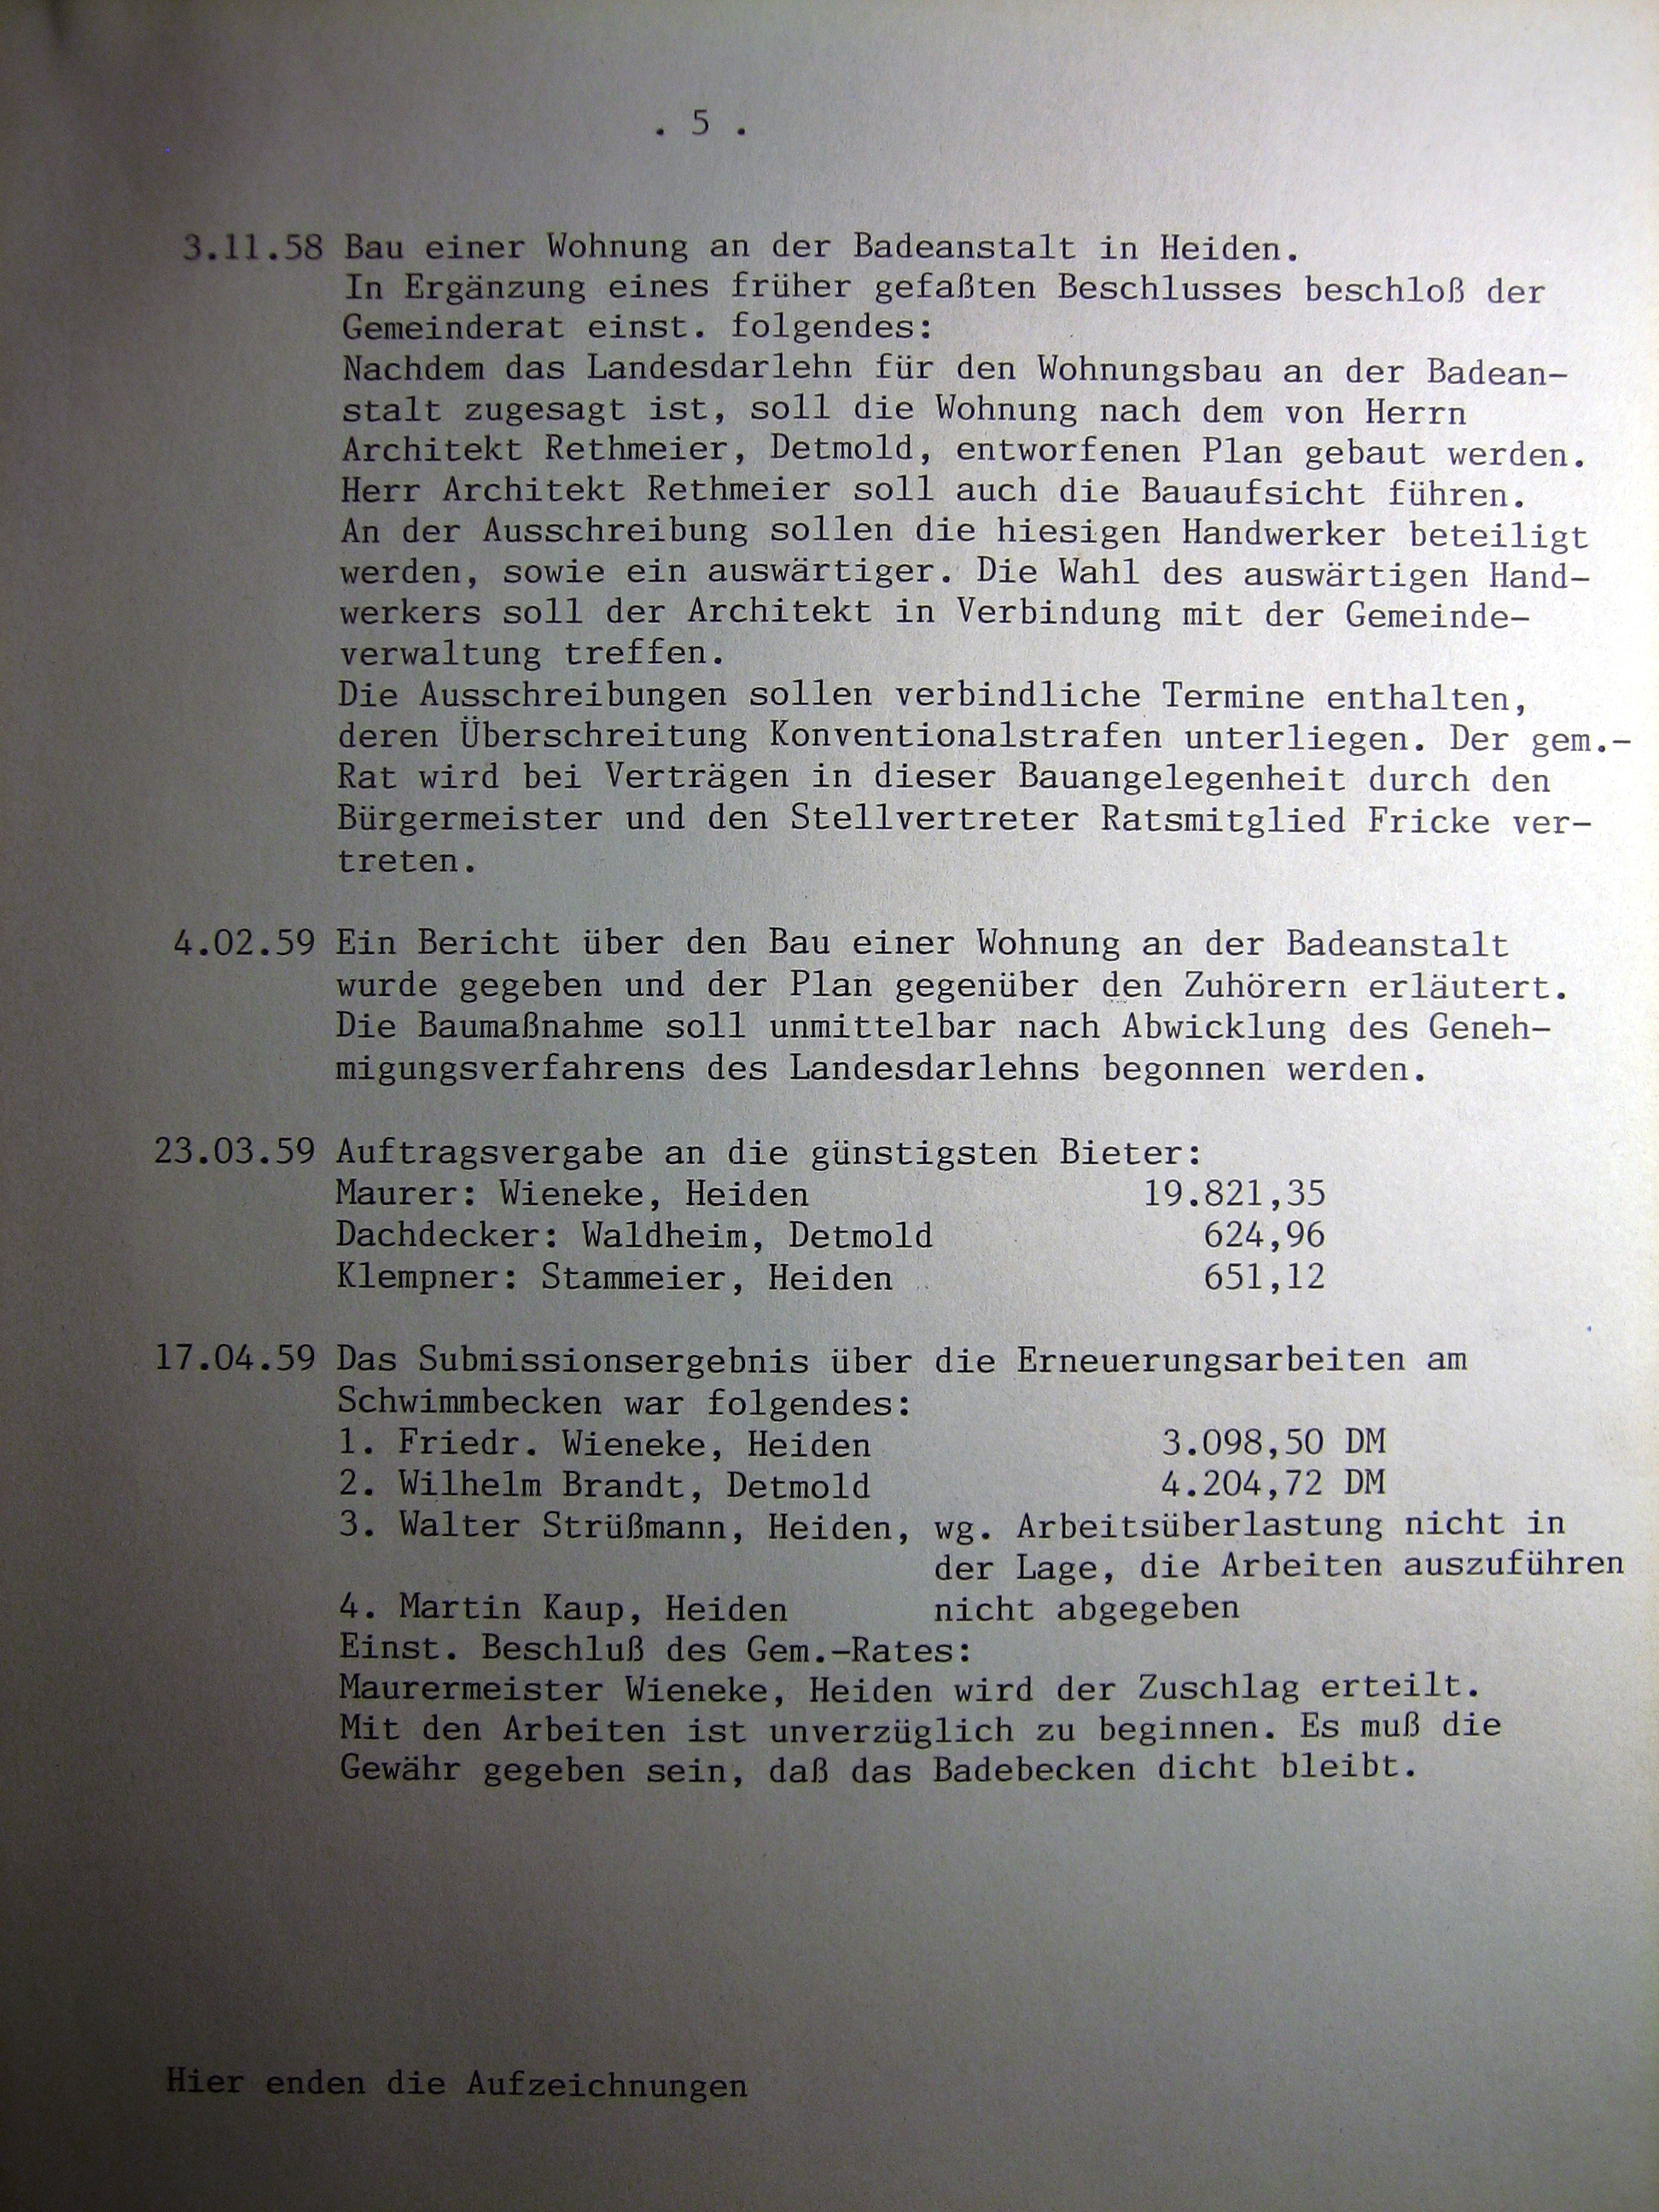 . 5 .
3.11.58 Bau einer Wohnung an der Badeanstalt in Heiden.
In Ergänzung eines früher gefaßten Beschlusses beschloß der
Gemeinderat einst. folgendes:
Nachdem das Landesdarlehn für den Wohnungsbau an der Badean-
stalt zugesagt ist, soll die Wohnung nach dem von Herrn
Architekt Rethmeier, Detmold, entworfenen Plan gebaut werden.
Herr Architekt Rethmeier soll auch die Bauaufsicht führen.
An der Ausschreibung sollen die hiesigen Handwerker beteiligt
werden, sowie ein auswärtiger. Die Wahl des auswärtigen Hand-
werkers soll der Architekt in Verbindung mit der Gemeinde-
verwaltung treffen.
Die Ausschreibungen sollen verbindliche Termine enthalten,
deren Überschreitung Konventionalstrafen unterliegen. Der gem.-
Rat wird bei Verträgen in dieser Bauangelegenheit durch den
Bürgermeister und den Stellvertreter Ratsmitglied Fricke ver-
treten.
4.02.59 Ein Bericht über den Bau einer Wohnung an der Badeanstalt
wurde gegeben und der Plan gegenüber den Zuhörern erläutert.
Die Baumaßnahme soll unmittelbar nach Abwicklung des Geneh-
migungsverfahrens des Landesdarlehns begonnen werden.
23.03.59 Auftragsvergabe an die günstigsten Bieter:
Maurer: Wieneke, Heiden 19.821,35
Dachdecker: Waldheim, Detmold 624,96
Klempner: Stammeier, Heiden 651,12
17.04.59 Das Submissionsergebnis über die Erneuerungsarbeiten am
Schwimmbecken war folgendes:
1. Friedr. Wieneke, Heiden 3.098,50 DM
2. Wilhelm Brandt, Detmold 4.204,72 DM
3. Walter Strüßmann, Heiden, wg. Arbeitsüberlastung nicht in
der Lage, die Arbeiten auszuführen
4. Martin Kaup, Heiden nicht abgegeben
Einst. Beschluß des Gem.-Rates:
Maurermeister Wieneke, Heiden wird der Zuschlag erteilt.
Mit den Arbeiten ist unverzüglich zu beginnen. Es muß die
Gewähr gegeben sein, daß das Badebecken dicht bleibt.
Hier enden die Aufzeichnungen